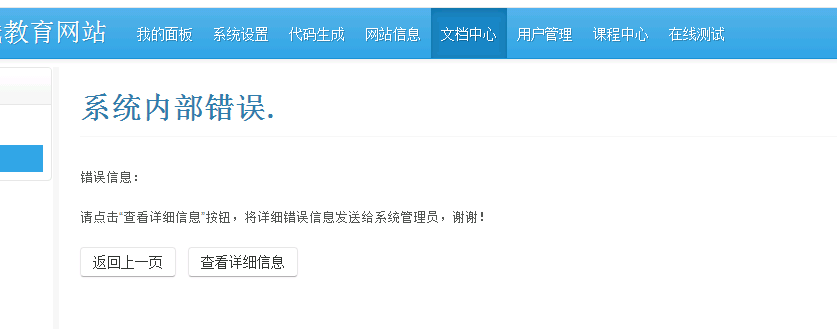 教育网站
我的面板 系统设置 代码生成 网站信息 文档中心 用户管理 课程中心 在线测试
系统内部错误.
错误信息：
请点击“查看详细信息”按钮，将详细错误信息发送给系统管理员，谢谢！
返回上一页 查看详细信息